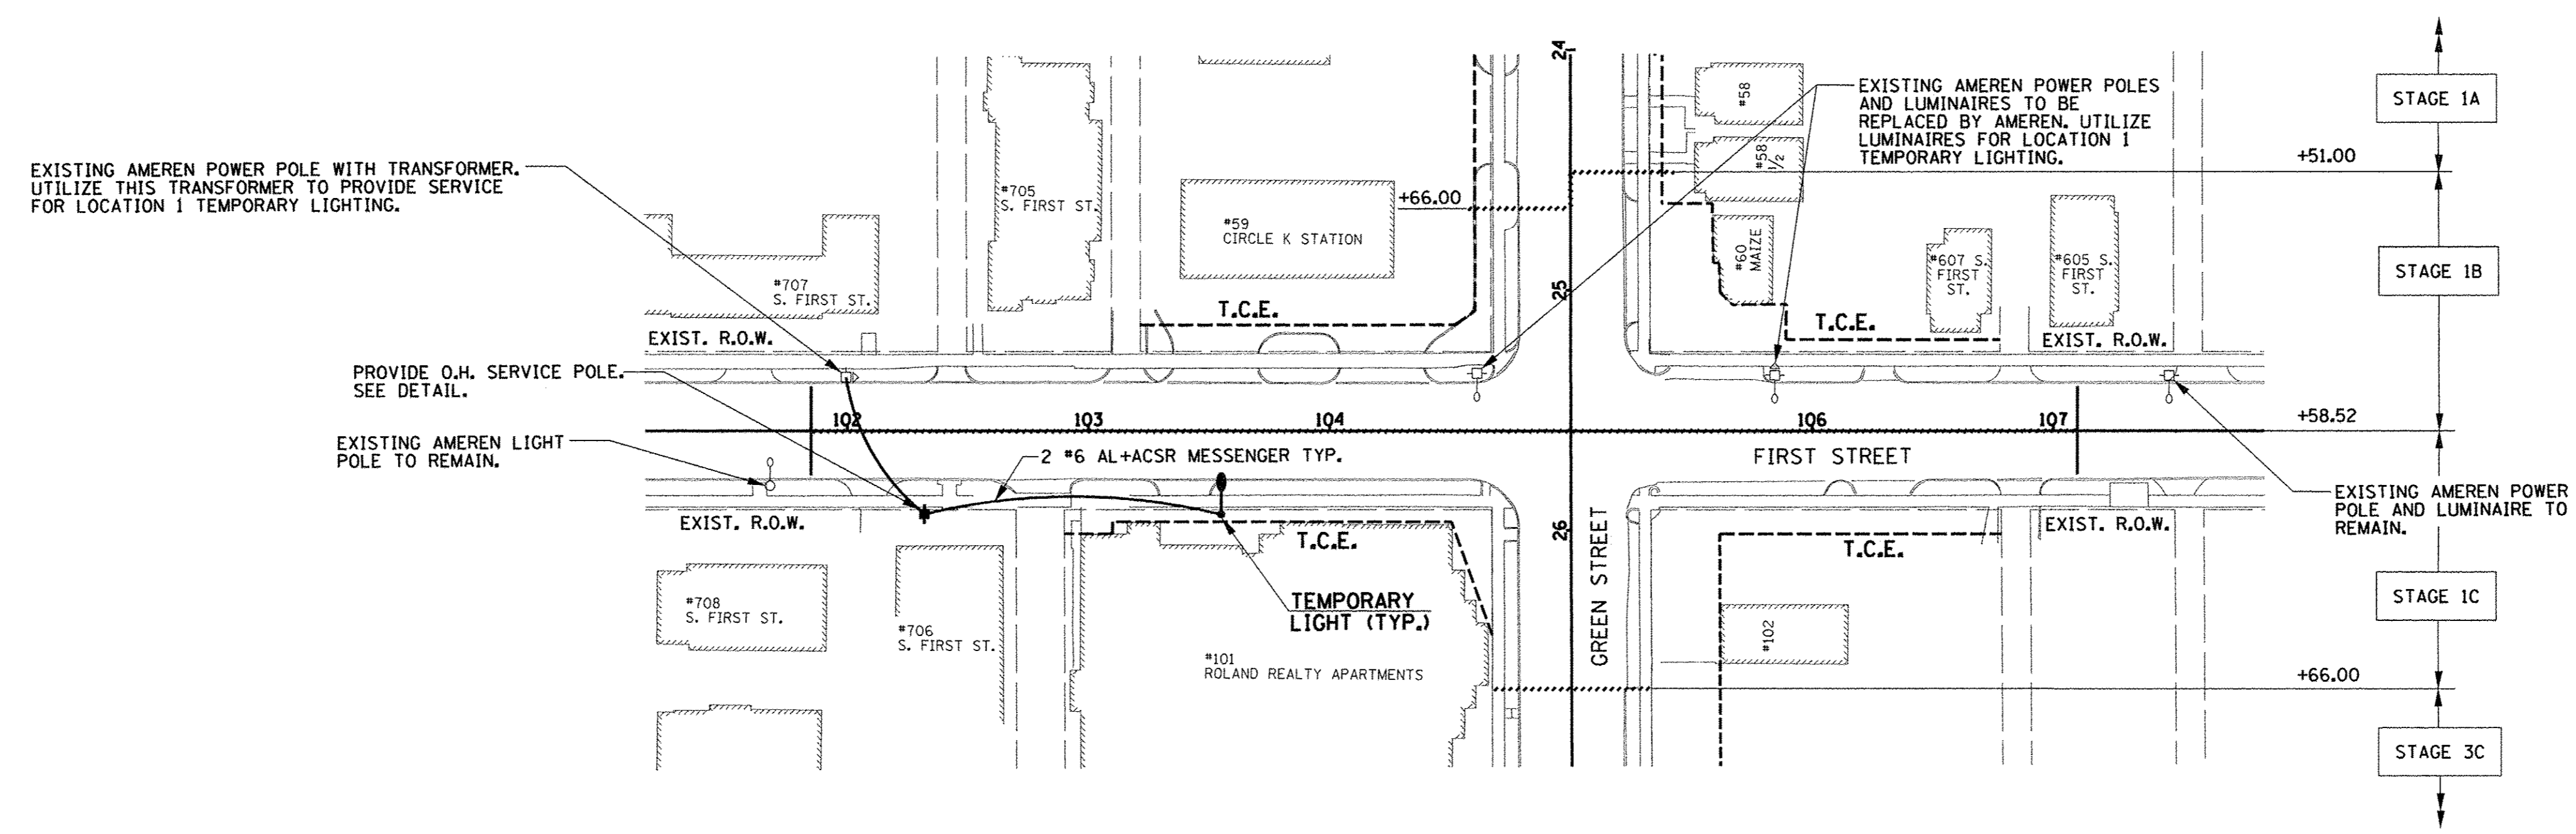 EXISTING AMEREN POWER POLE WITH TRANSFORMER.
UTILIZE THIS TRANSFORMER TO PROVIDE SERVICE
FOR LOCATION 1 TEMPORARY LIGHTING.
PROVIDE O.H. SERVICE POLE.
SEE DETAIL.
EXISTING AMEREN LIGHT
POLE TO REMAIN.
#707
S. FIRST ST.
EXIST. R.O.W.
#705
S. FIRST ST.
#59
CIRCLE K STATION
+66.00
T.C.E.
24
25
26
#58
#58
1/2
#60
MAIZE
EXISTING AMEREN POWER POLES
AND LUMINAIRES TO BE
REPLACED BY AMEREN. UTILIZE
LUMINAIRES FOR LOCATION 1
TEMPORARY LIGHTING.
#607 S.
FIRST
ST.
#605 S.
FIRST
ST.
T.C.E.
EXIST. R.O.W.
102
103
104
106
107
FIRST STREET
2 #6 AL+ACSR MESSENGER TYP.
EXIST. R.O.W.
T.C.E.
TEMPORARY
LIGHT (TYP.)
#708
S. FIRST ST.
#706
S. FIRST ST.
#101
ROLAND REALTY APARTMENTS
GREEN STREET
T.C.E.
EXIST. R.O.W.
#102
EXISTING AMEREN POWER
POLE AND LUMINAIRE TO
REMAIN.
STAGE 1A
+51.00
STAGE 1B
+58.52
STAGE 1C
+66.00
STAGE 3C